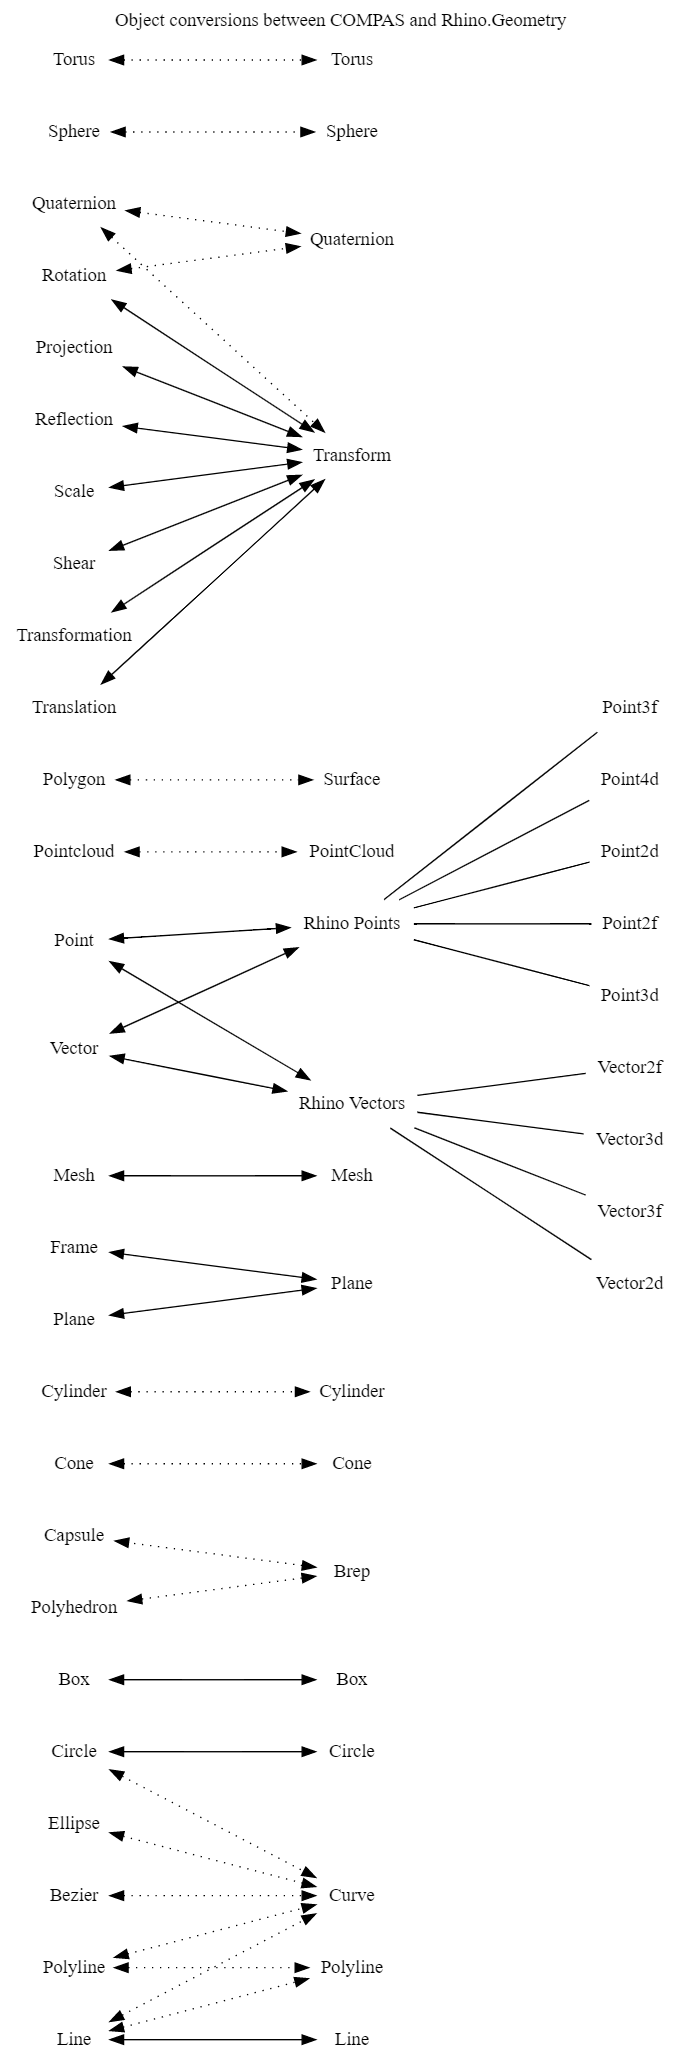 Object conversions between COMPAS and Rhino.Geometry
Torus Torus
Sphere Sphere
Quaternion
Quaternion
Rotation
Projection
Reflection
Transform
Scale
Shear
Transformation
Translation Point3f
Polygon Surface Point4d
Pointcloud PointCloud Point2d
Rhino Points Point2f
Point
Point3d
Vector
Vector2f
Rhino Vectors
Vector3d
Mesh Mesh
Vector3f
Frame
Plane Vector2d
Plane
Cylinder Cylinder
Cone Cone
Capsule
Brep
Polyhedron
Box Box
Circle Circle
Ellipse
Bezier Curve
Polyline Polyline
Line Line